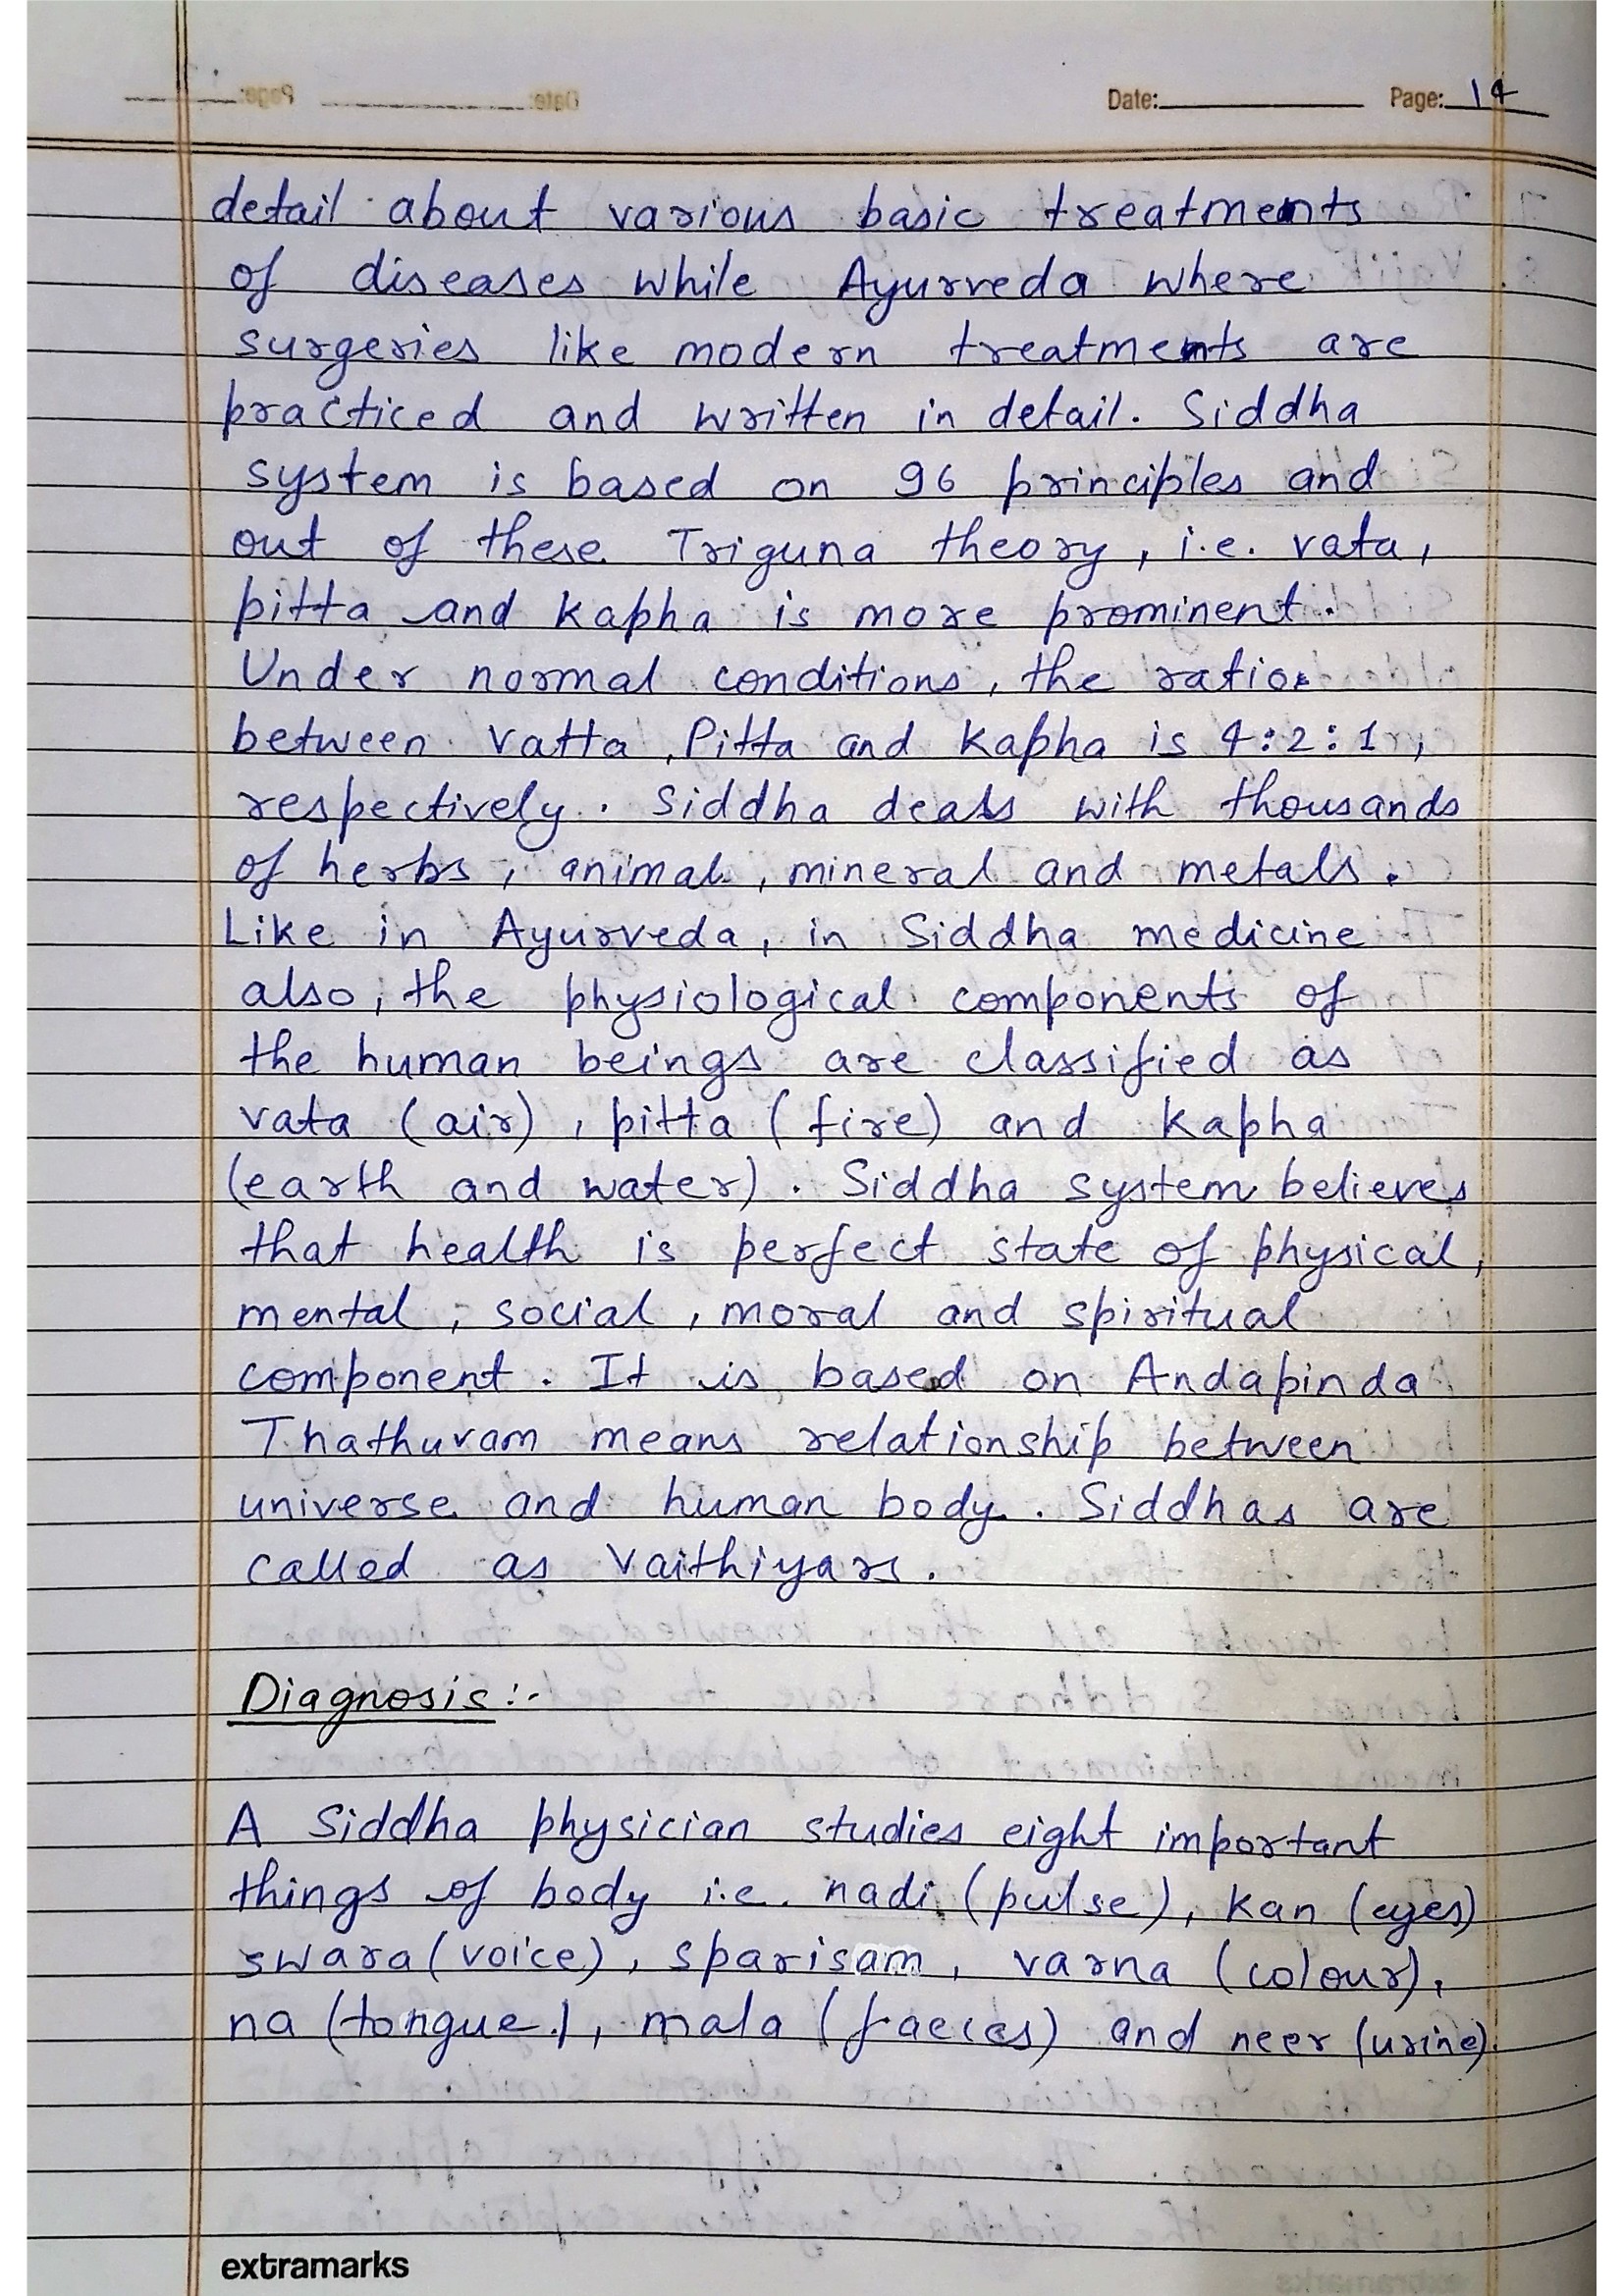 Date: Page: 14
detail about various basic treatments
of diseases while Ayurveda where
surgeries like modern treatments are
practiced and written in detail. Siddha
system is based on 96 principles and
out of these Triguna theory, i.e. vata,
pitta and kapha is more prominent.
Under normal conditions, the ratio
between vatta, Pitta and kapha is 4:2:1,
respectively. Siddha deals with thousands
of herbs, animal, mineral and metals.
Like in Ayurveda, in Siddha medicine
also, the physiological components of
the human beings are classified as
vata (air), pitta (fire) and kapha
(earth and water). Siddha system believes
that health is perfect state of physical,
mental, social, moral and spiritual
component. It is based on Andapinda
Thathuvam means relationship between
universe and human body. Siddhas are
called as Vaithiyars.
Diagnosis :-
A Siddha physician studies eight important
things of body i.e. nadi (pulse), kan (eyes)
swara (voice), sparisam, varna (colour),
na (tongue), mala (faeces) and neer (urine).
extramarks